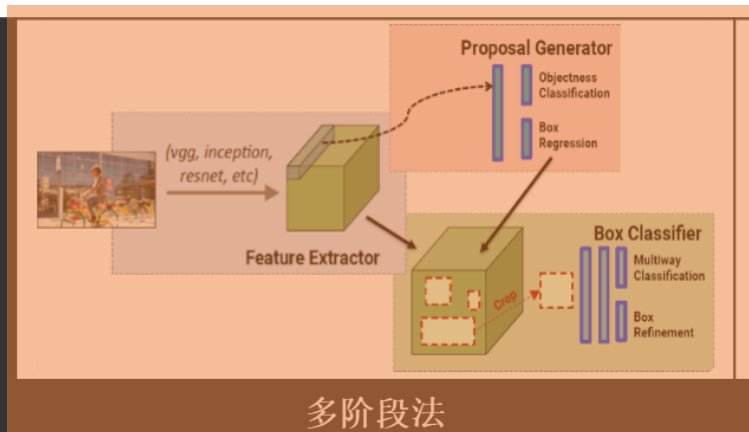 Proposal Generator
Objectness
Classification
Box
Regression
(vgg, inception,
resnet, etc)
Feature Extractor
Box Classifier
Multiway
Classification
Crop
Box
Refinement
多阶段法